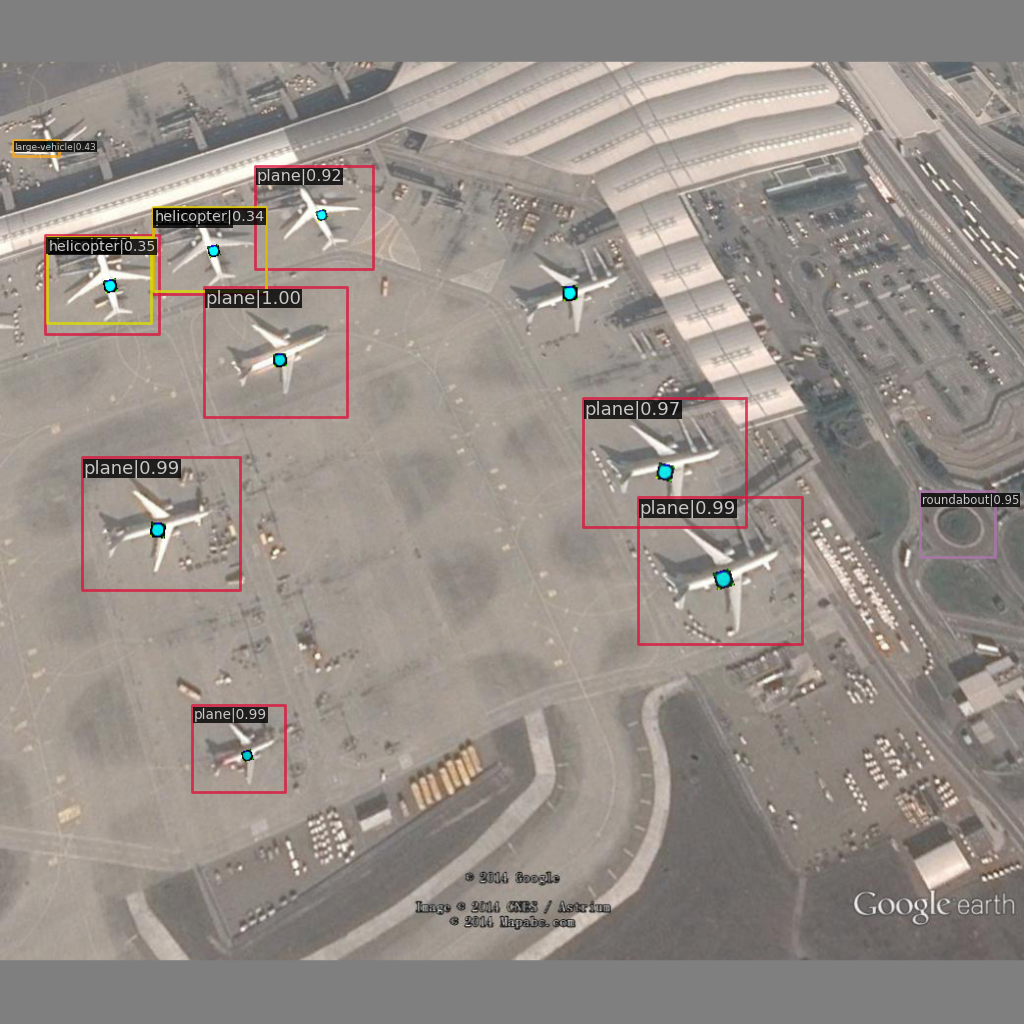 large-vehicle|0.43
plane|0.92
helicopter|0.34
helicopter|0.35
plane|1.00
plane|0.97
plane|0.99
roundabout|0.95
plane|0.99
plane|0.99
© 2014 Google
Image © 2014 CNES / Astrium
© 2014 Mapabc.com
Google earth